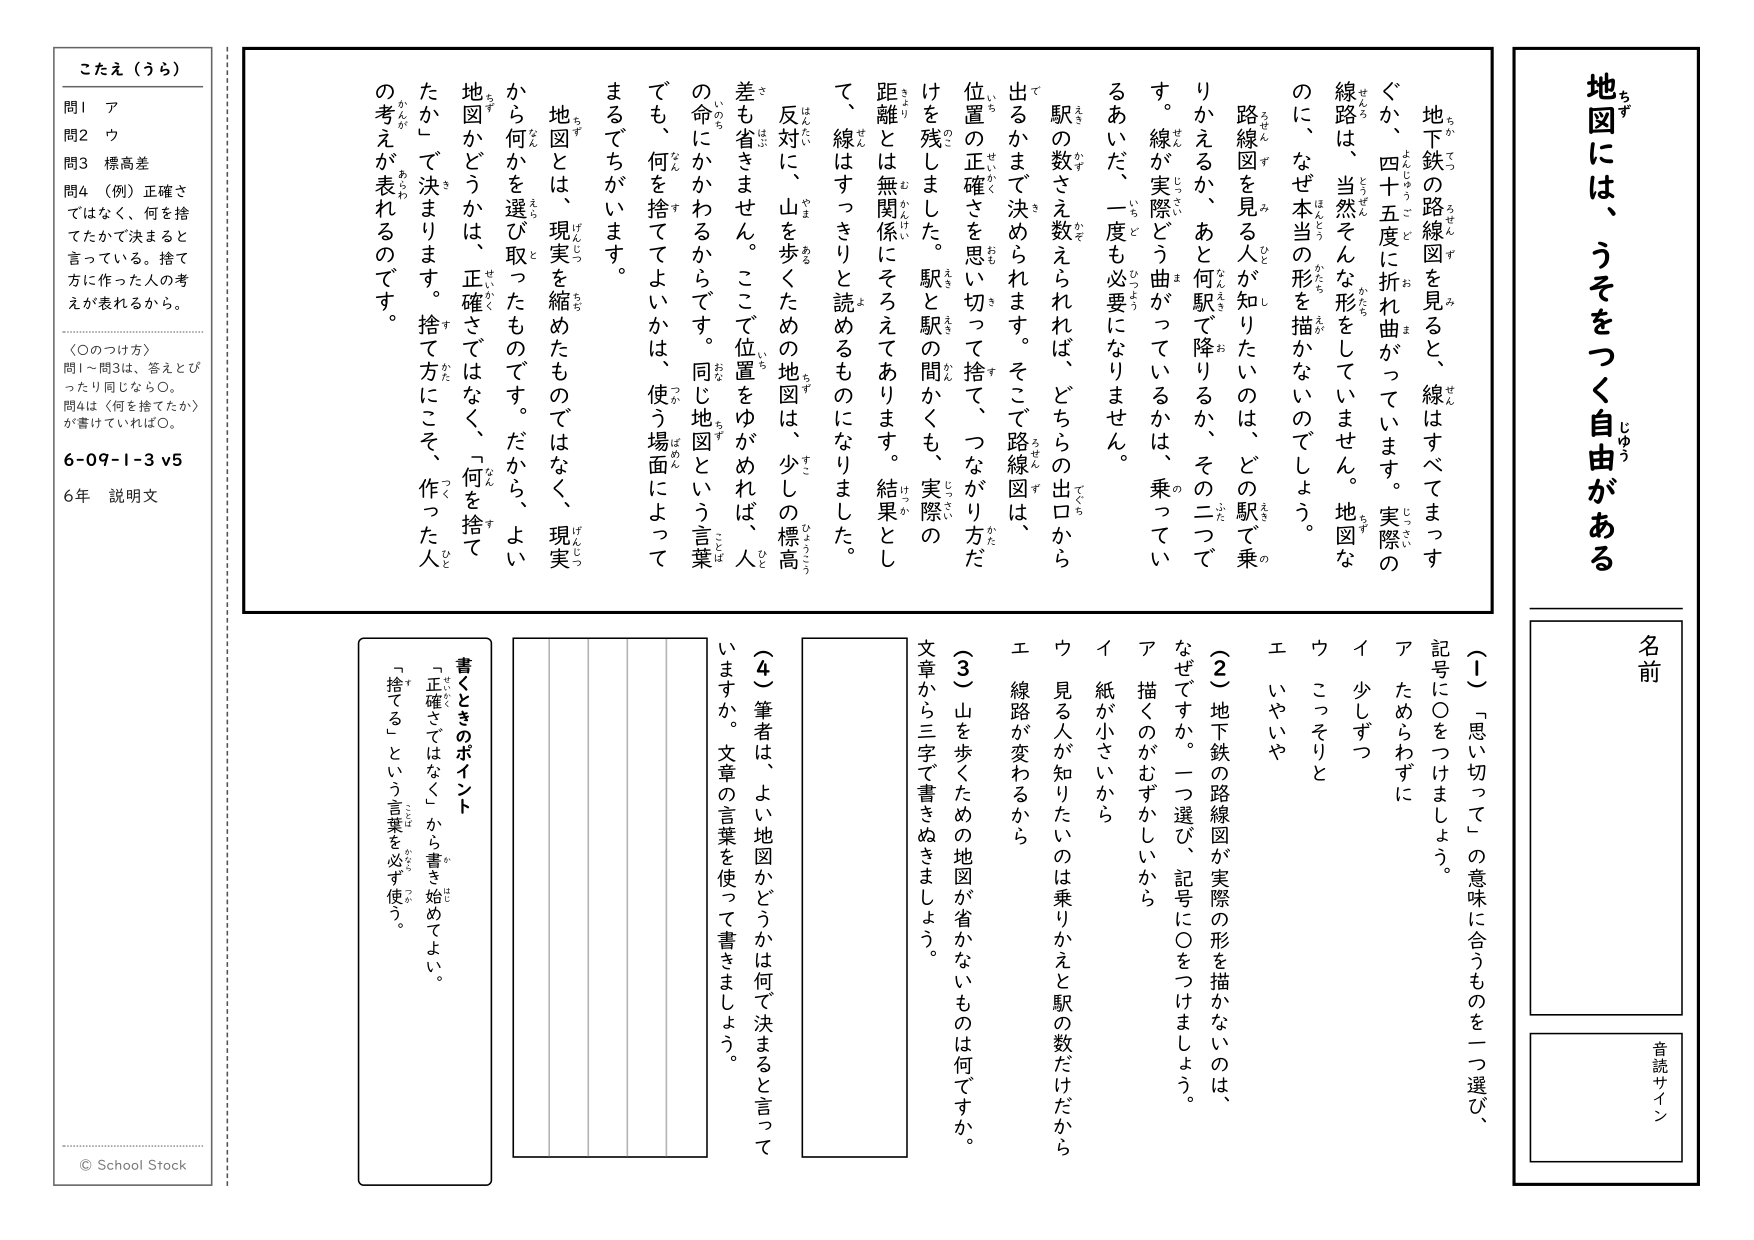 地図には、うそをつく自由がある
名前
音読サイン
地下鉄の路線図を見ると、線はすべてまっす
ぐか、四十五度に折れ曲がっています。実際の
線路は、当然そんな形をしていません。地図な
のに、なぜ本当の形を描かないのでしょう。
路線図を見る人が知りたいのは、どの駅で乗
りかえるか、あと何駅で降りるか、その二つで
す。線が実際どう曲がっているかは、乗ってい
るあいだ、一度も必要になりません。
駅の数さえ数えられれば、どちらの出口から
出るかまで決められます。そこで路線図は、
位置の正確さを思い切って捨て、つながり方だ
けを残しました。駅と駅の間かくも、実際の
距離とは無関係にそろえてあります。結果とし
て、線はすっきりと読めるものになりました。
反対に、山を歩くための地図は、少しの標高
差も省きません。ここで位置をゆがめれば、人
の命にかかわるからです。同じ地図という言葉
でも、何を捨ててよいかは、使う場面によって
まるでちがいます。
地図とは、現実を縮めたものではなく、現実
から何かを選び取ったものです。だから、よい
地図かどうかは、正確さではなく、「何を捨て
たか」で決まります。捨て方にこそ、作った人
の考えが表れるのです。
(1)「思い切って」の意味に合うものを一つ選び、
記号に○をつけましょう。
ア ためらわずに
イ 少しずつ
ウ こっそりと
エ いやいや
(2)地下鉄の路線図が実際の形を描かないのは、
なぜですか。一つ選び、記号に○をつけましょう。
ア 描くのがむずかしいから
イ 紙が小さいから
ウ 見る人が知りたいのは乗りかえと駅の数だけだから
エ 線路が変わるから
(3)山を歩くための地図が省かないものは何ですか。
文章から三字で書きぬきましょう。
(4)筆者は、よい地図かどうかは何で決まると言って
いますか。文章の言葉を使って書きましょう。
書くときのポイント
「正確さではなく」から書き始めてよい。
「捨てる」という言葉を必ず使う。
こたえ(うら)
問1 ア
問2 ウ
問3 標高差
問4 (例)正確さ
ではなく、何を捨
てたかで決まると
言っている。捨て
方に作った人の考
えが表れるから。
〈○のつけ方〉
問1～問3は、答えとぴ
ったり同じなら○。
問4は〈何を捨てたか〉
が書けていれば○。
6-09-1-3 v5
6年 説明文
© School Stock